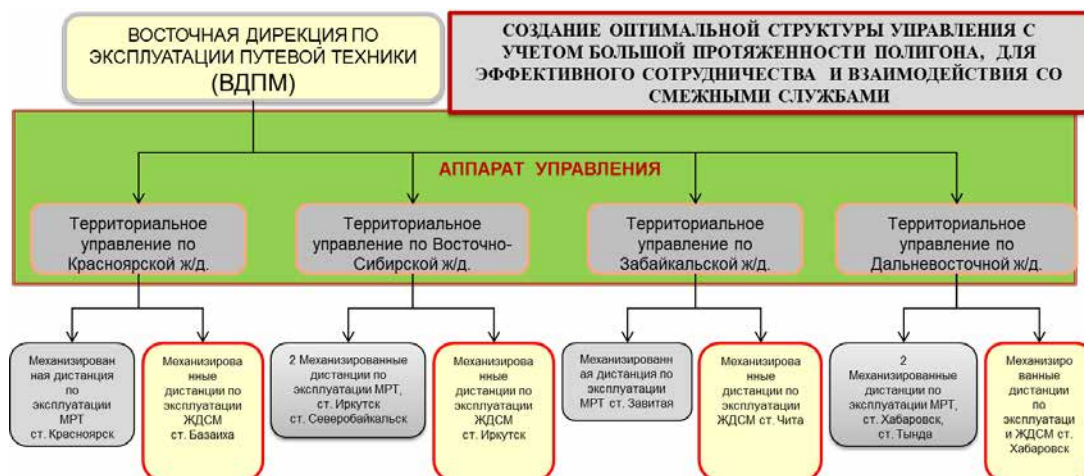 ВОСТОЧНАЯ ДИРЕКЦИЯ ПО
ЭКСПЛУАТАЦИИ ПУТЕВОЙ ТЕХНИКИ
(ВДПМ)
СОЗДАНИЕ ОПТИМАЛЬНОЙ СТРУКТУРЫ УПРАВЛЕНИЯ С
УЧЕТОМ БОЛЬШОЙ ПРОТЯЖЕННОСТИ ПОЛИГОНА, ДЛЯ
ЭФФЕКТИВНОГО СОТРУДНИЧЕСТВА И ВЗАИМОДЕЙСТВИЯ СО
СМЕЖНЫМИ СЛУЖБАМИ
АППАРАТ УПРАВЛЕНИЯ
Территориальное
управление по
Красноярской ж/д.
Территориальное
управление по Восточно-
Сибирской ж/д.
Территориальное
управление по
Забайкальской ж/д.
Территориальное
управление по
Дальневосточной ж/д.
Механизирован
ная дистанция
по
эксплуатации
МРТ
ст. Красноярск
Механизирова
нные
дистанции по
эксплуатации
ЖДСМ
ст. Базаиха
2 Механизированные
дистанции по
эксплуатации МРТ,
ст. Иркутск
ст. Северобайкальск
Механизирова
нные
дистанции по
эксплуатации
ЖДСМ
ст. Иркутск
Механизированн
ая дистанция по
эксплуатации
МРТ ст. Завитая
Механизирова
нные
дистанции по
эксплуатации
ЖДСМ ст. Чита
2
Механизированные
дистанции по
эксплуатации МРТ,
ст. Хабаровск,
ст. Тында
Механизиро
ванные
дистанции
по
эксплуатаци
и ЖДСМ ст.
Хабаровск